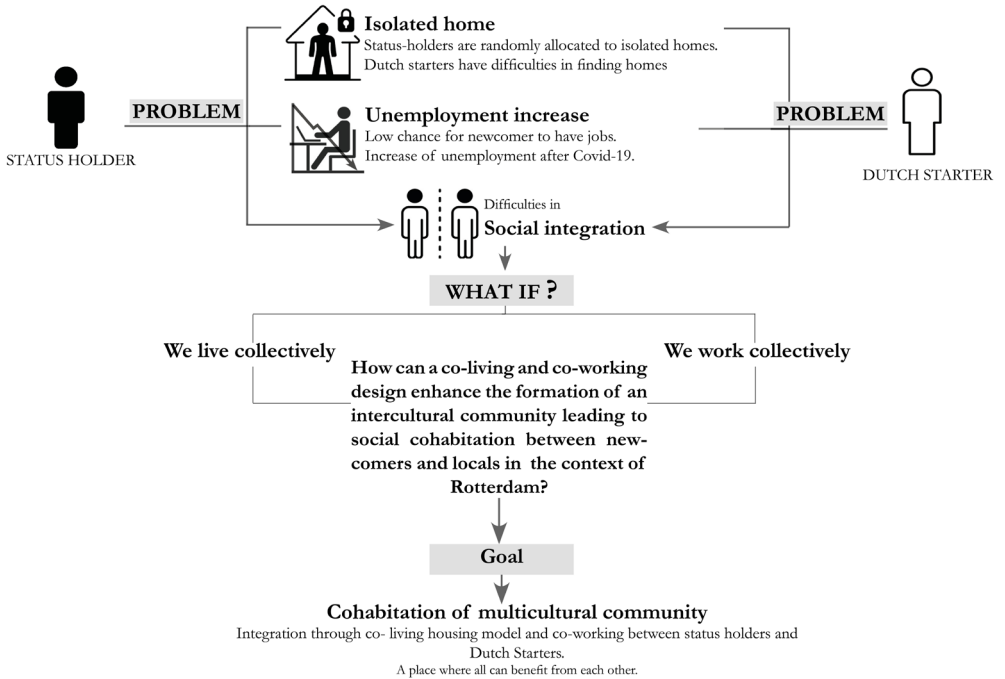 Isolated home
Status-holders are randomly allocated to isolated homes.
Dutch starters have difficulties in finding homes
PROBLEM
STATUS HOLDER
Unemployment increase
Low chance for newcomer to have jobs.
Increase of unemployment after Covid-19.
PROBLEM
DUTCH STARTER
Difficulties in
Social integration
WHAT IF ?
We live collectively
We work collectively
How can a co-living and co-working
design enhance the formation of an
intercultural community leading to
social cohabitation between new-
comers and locals in the context of
Rotterdam?
Goal
Cohabitation of multicultural community
Integration through co- living housing model and co-working between status holders and
Dutch Starters.
A place where all can benefit from each other.